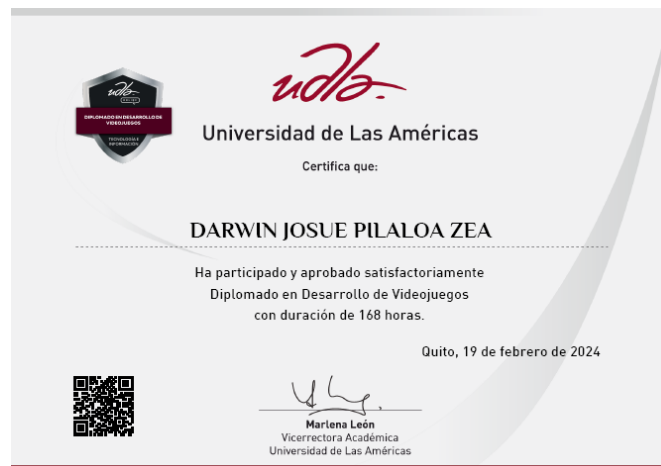 udla
ONLINE
DIPLOMADO EN DESARROLLO DE
VIDEOJUEGOS
TECNOLOGÍA E
INFORMACIÓN
udla
Universidad de Las Américas
Certifica que:
DARWIN JOSUE PILALOA ZEA
Ha participado y aprobado satisfactoriamente
Diplomado en Desarrollo de Videojuegos
con duración de 168 horas.
Quito, 19 de febrero de 2024
Marlena León
Vicerrectora Académica
Universidad de Las Américas